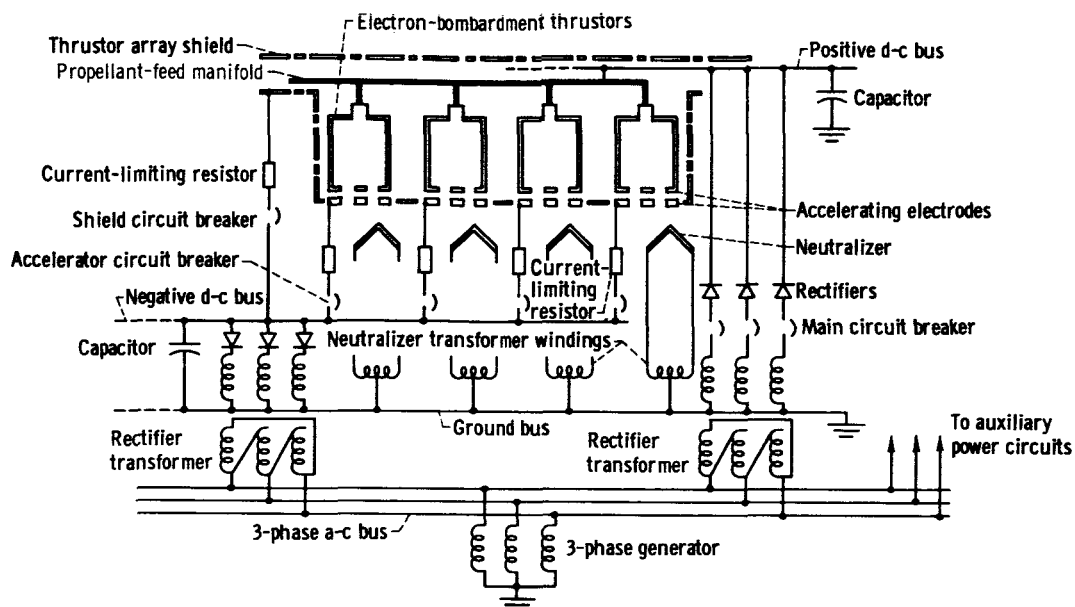 Electron-bombardment thrustors
Thrustor array shield
Positive d-c bus
Propellant-feed manifold
Capacitor
Current-limiting resistor
Shield circuit breaker
Accelerating electrodes
Neutralizer
Accelerator circuit breaker
Current-
limiting
resistor
Negative d-c bus
Rectifiers
Main circuit breaker
Capacitor
Neutralizer transformer windings
Ground bus
To auxiliary
power circuits
Rectifier
transformer
Rectifier
transformer
3-phase a-c bus
3-phase generator